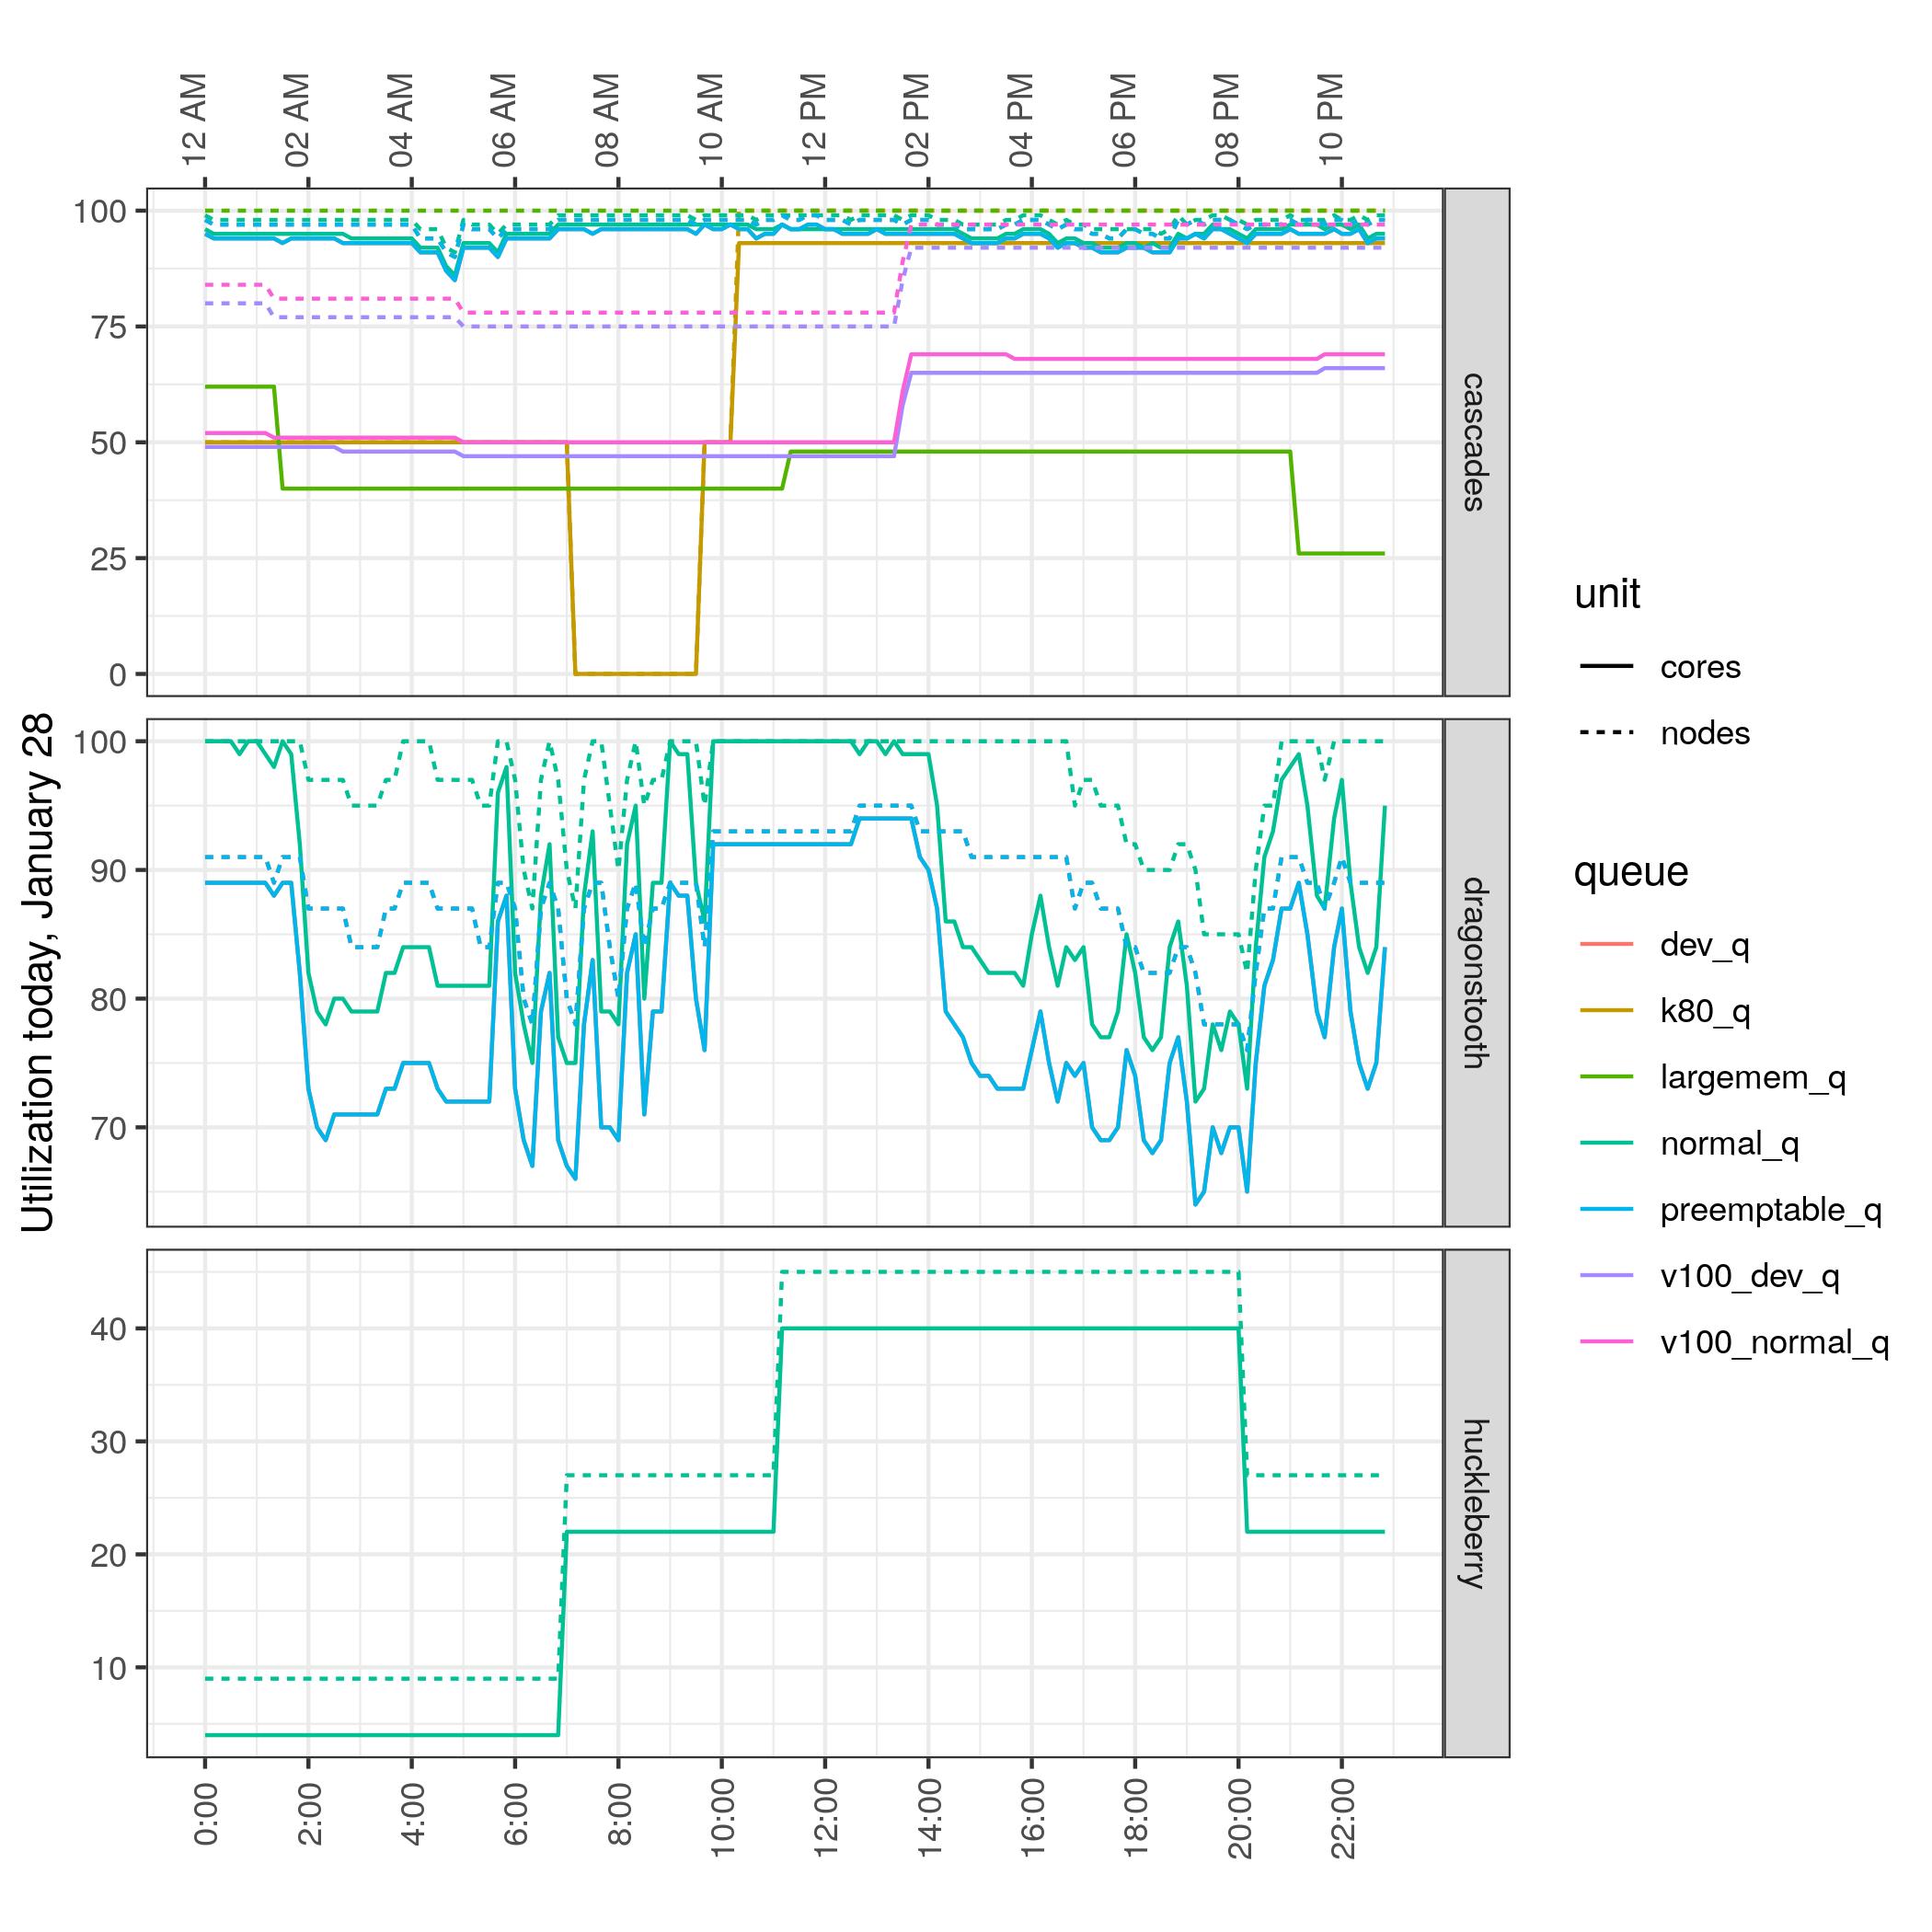 12 AM
02 AM
04 AM
06 AM
08 AM
10 AM
12 PM
02 PM
04 PM
06 PM
08 PM
10 PM
Utilization today, January 28
100
75
50
25
0
cascades
100
90
80
70
dragonstooth
40
30
20
10
huckleberry
0:00
2:00
4:00
6:00
8:00
10:00
12:00
14:00
16:00
18:00
20:00
22:00
unit
cores
nodes
queue
dev_q
k80_q
largemem_q
normal_q
preemptable_q
v100_dev_q
v100_normal_q